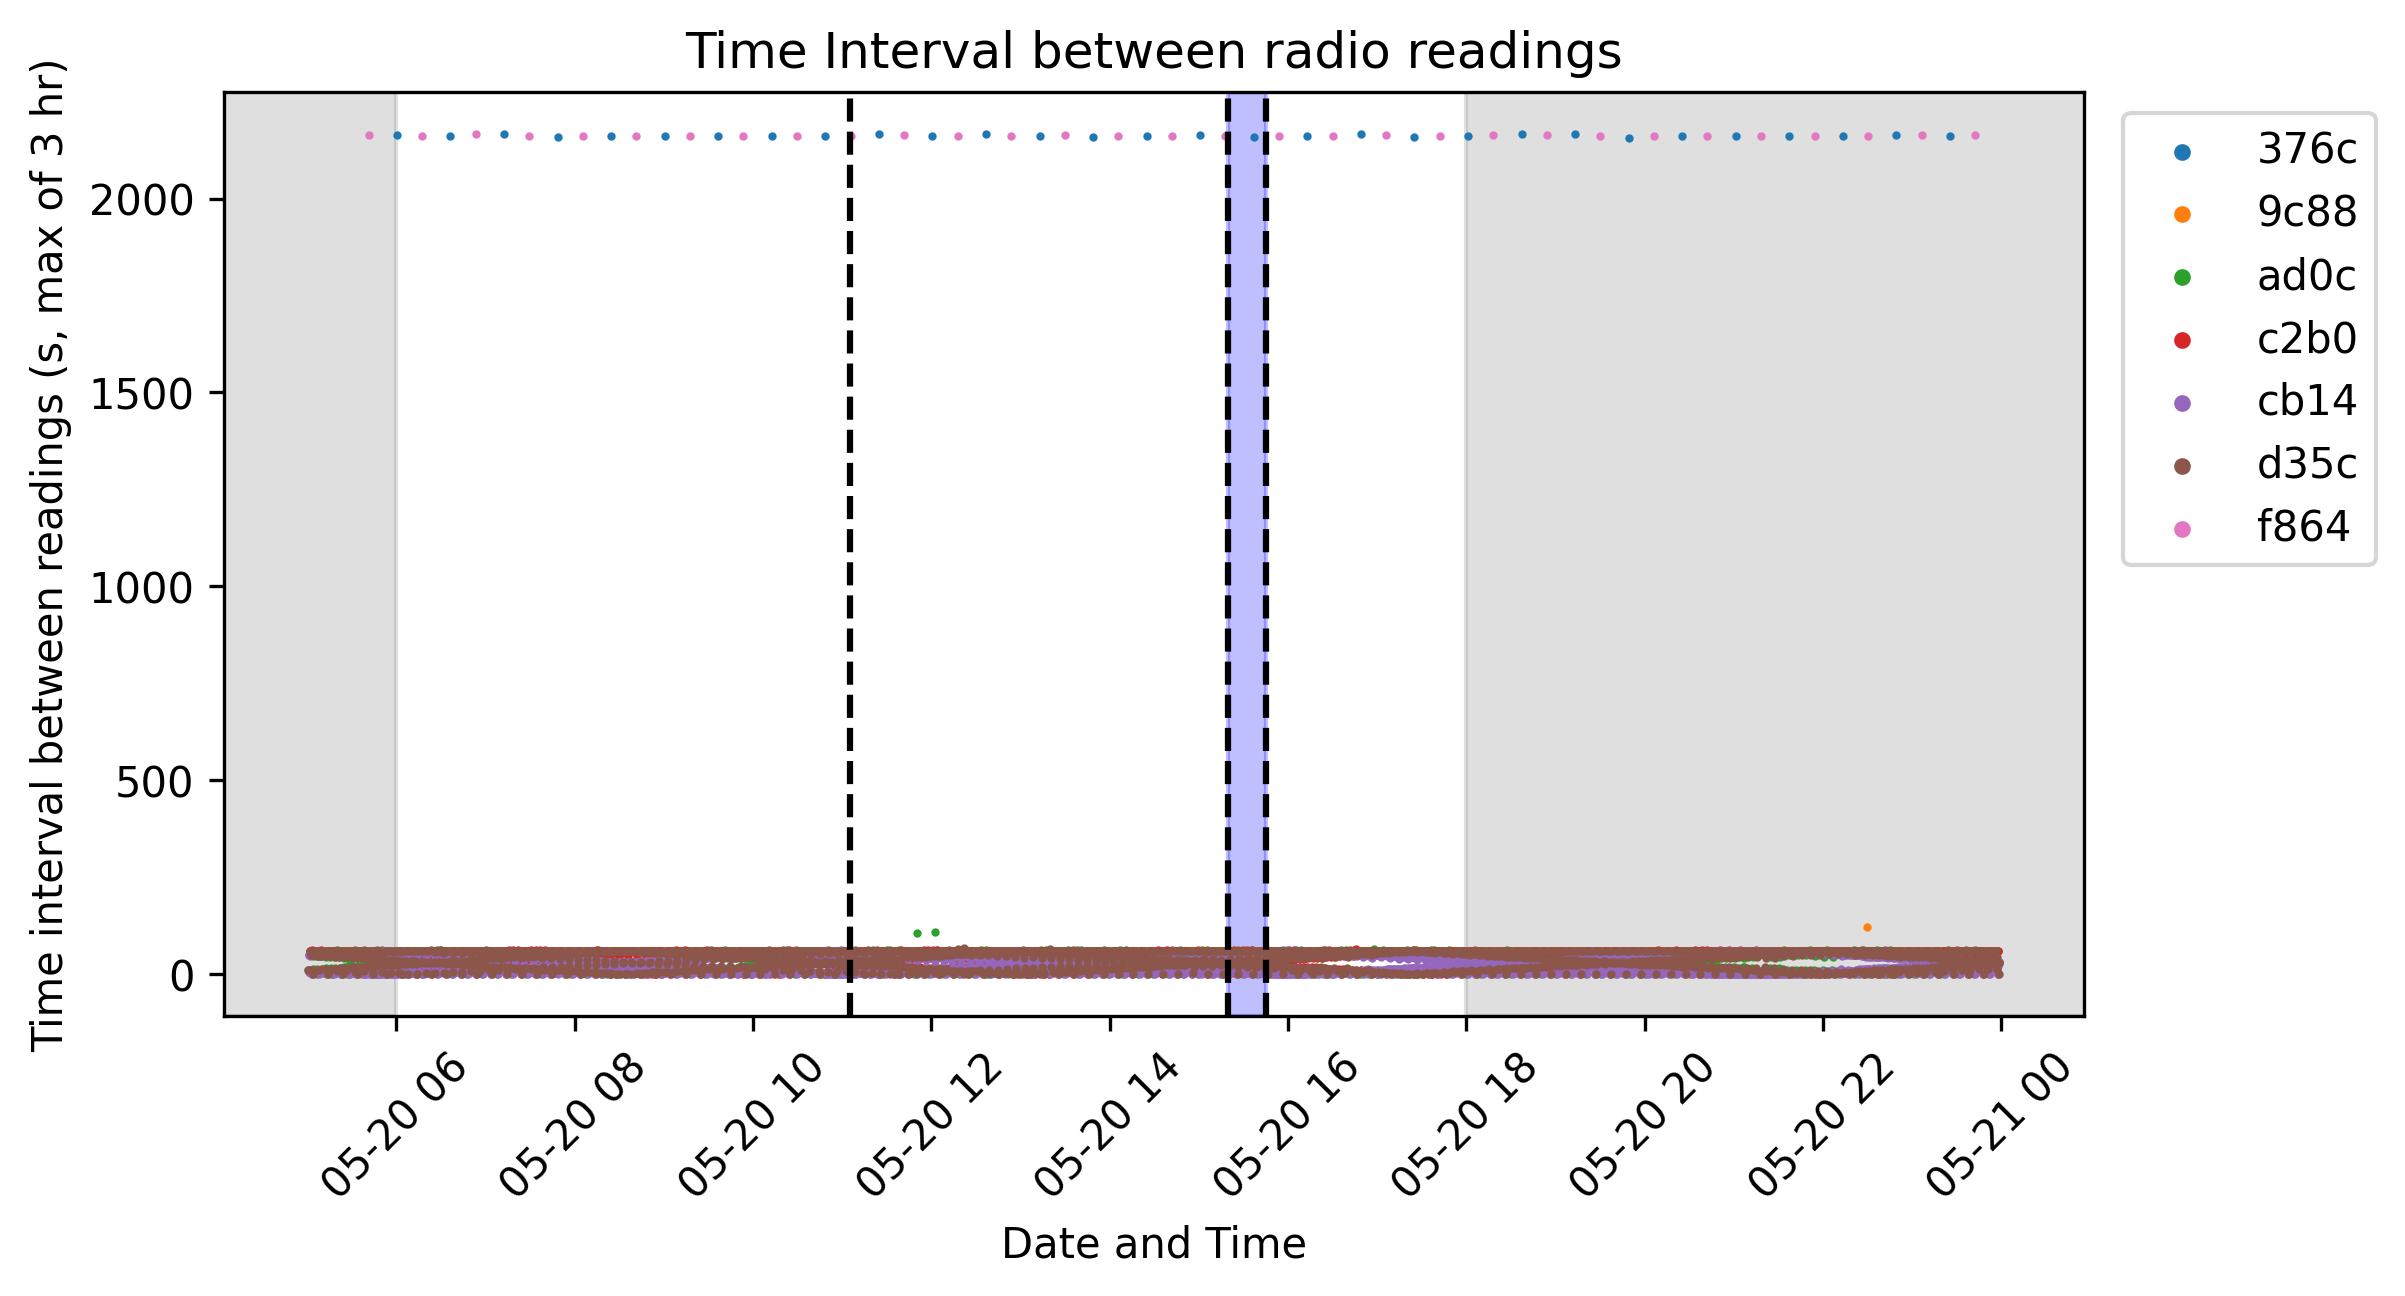 Time Interval between radio readings
Time interval between readings (s, max of 3 hr)
2000
1500
1000
500
0
05-20 06
05-20 08
05-20 10
05-20 12
05-20 14
05-20 16
05-20 18
05-20 20
05-20 22
05-21 00
Date and Time
376c
9c88
ad0c
c2b0
cb14
d35c
f864